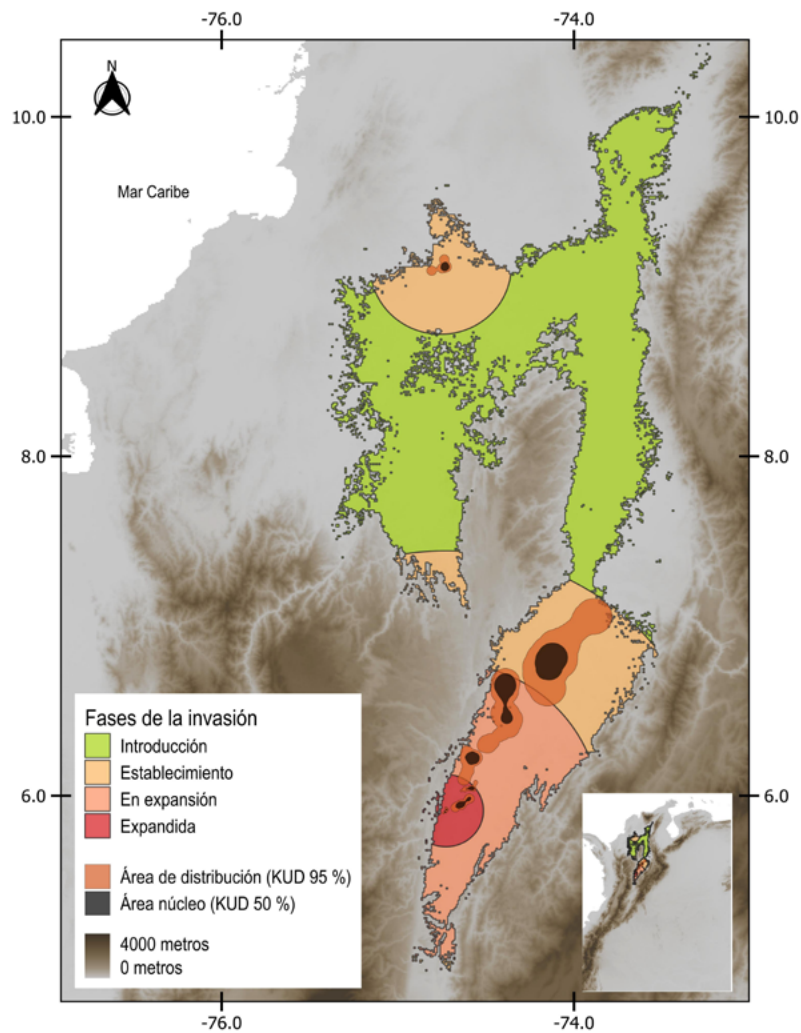 -76.0
-74.0
N
10.0
10.0
Mar Caribe
8.0
8.0
Fases de la invasión
Introducción
Establecimiento
En expansión
Expandida
Área de distribución (KUD 95 %)
Área núcleo (KUD 50 %)
4000 metros
0 metros
6.0
6.0
-76.0
-74.0